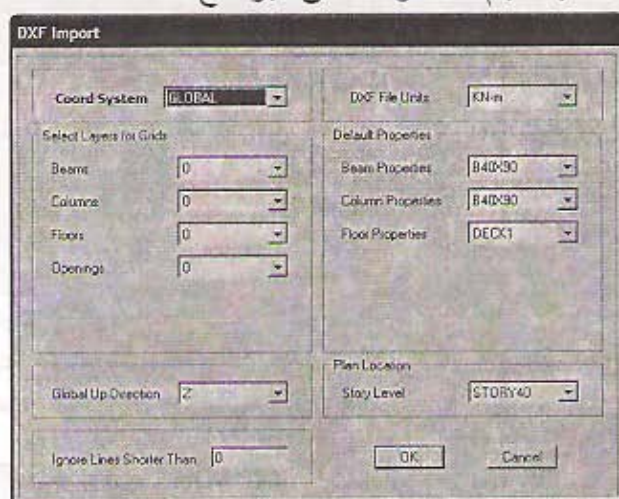 DXF Import
Coord System GLOBAL
DXF File Units KN-m
Select Layers for Grids
Beams 0
Columns 0
Floors 0
Openings 0
Default Properties
Beam Properties B40X90
Column Properties B40X90
Floor Properties DECK1
Global Up Direction Z
Plan Location
Story Level STORY40
Ignore Lines Shorter Than 0
OK
Cancel